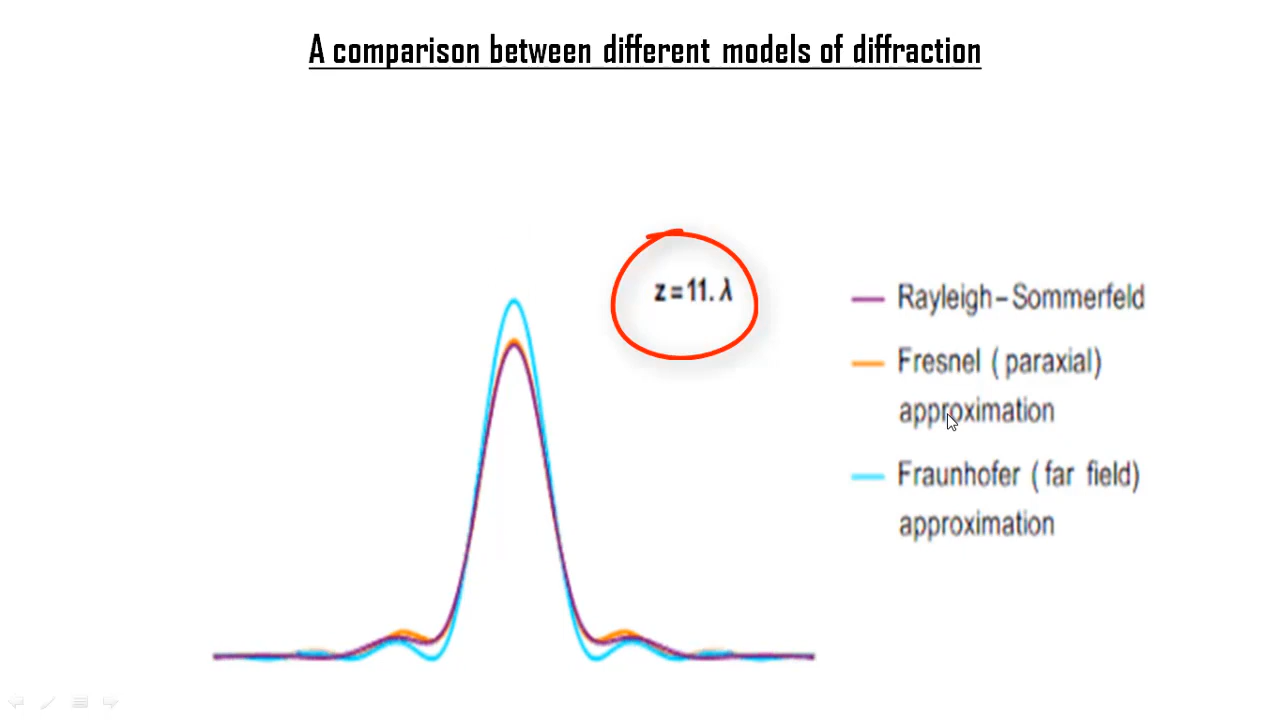 A comparison between different models of diffraction
z = 11. λ
Rayleigh – Sommerfeld
Fresnel ( paraxial)
approximation
Fraunhofer ( far field)
approximation